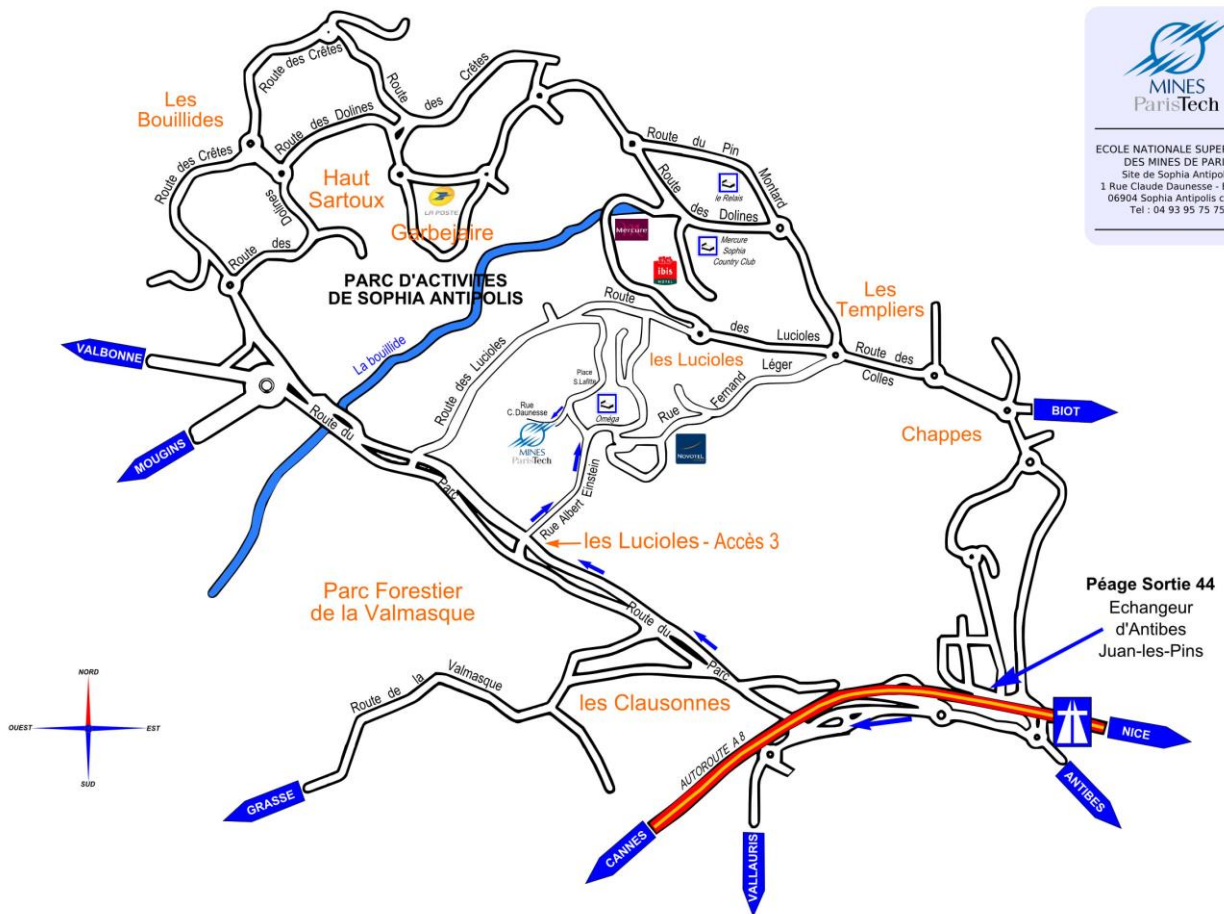 MINES
ParisTech
ECOLE NATIONALE SUPER
DES MINES DE PARI
Site de Sophia Antipol
1 Rue Claude Daunesse -
06904 Sophia Antipolis c
Tel : 04 93 95 75 75
Route des Crêtes
Route des Crêtes
Les
Bouillides
Route des Dolines
Route des Crêtes
Haut
Sartoux
LA POSTE
Garbejaire
Route des Dolines
PARC D'ACTIVITES
DE SOPHIA ANTIPOLIS
La bouillide
Route du Pin Montard
le Relais
Route des Dolines
Mercure
Mercure
Sophia
Country Club
ibis
HOTEL
Les
Templiers
Route des Lucioles
les Lucioles
Route des Colles
Route des Lucioles
Place
S.Lafitte
Rue
C. Daunesse
Oméga
Rue Fernand Léger
MINES
ParisTech
NOVOTEL
Rue Albert Einstein
VALBONNE
MOUGINS
Route du Parc
BIOT
Chappes
les Lucioles - Accès 3
Parc Forestier
de la Valmasque
Route du Parc
Péage Sortie 44
Echangeur
d'Antibes
Juan-les-Pins
Route de la Valmasque
les Clausonnes
AUTOROUTE A 8
NORD
OUEST
EST
SUD
GRASSE
CANNES
VALLAURIS
ANTIBES
NICE